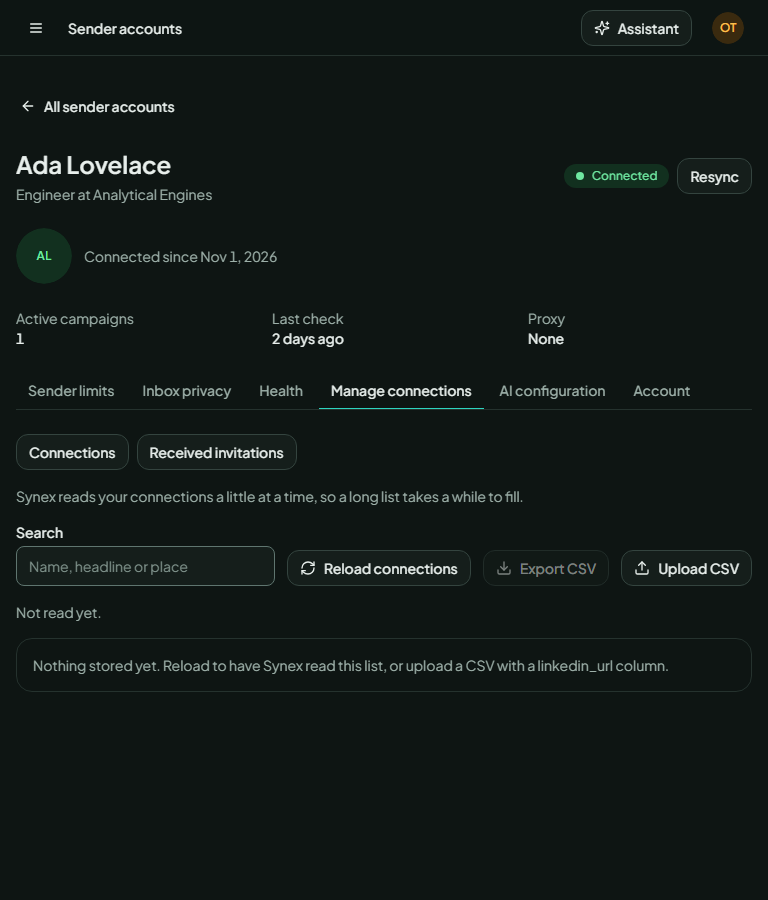 Sender accounts
Assistant
OT
All sender accounts
Ada Lovelace
Engineer at Analytical Engines
Connected
Resync
AL
Connected since Nov 1, 2026
Active campaigns
1
Last check
2 days ago
Proxy
None
Sender limits
Inbox privacy
Health
Manage connections
AI configuration
Account
Connections
Received invitations
Synex reads your connections a little at a time, so a long list takes a while to fill.
Search
Name, headline or place
Reload connections
Export CSV
Upload CSV
Not read yet.
Nothing stored yet. Reload to have Synex read this list, or upload a CSV with a linkedin_url column.